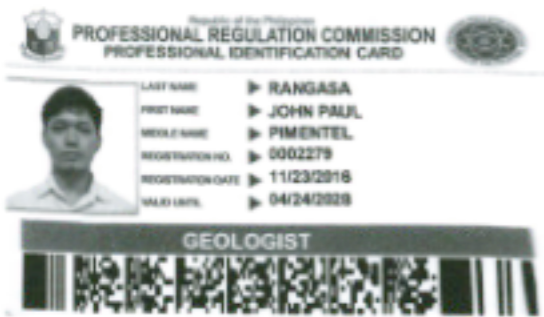 Republic of the Philippines
PROFESSIONAL REGULATION COMMISSION
PROFESSIONAL IDENTIFICATION CARD
LAST NAME ▶ RANGASA
FIRST NAME ▶ JOHN PAUL
MIDDLE NAME ▶ PIMENTEL
REGISTRATION NO. ▶ 0002279
REGISTRATION DATE ▶ 11/23/2016
VALID UNTIL ▶ 04/24/2028
GEOLOGIST